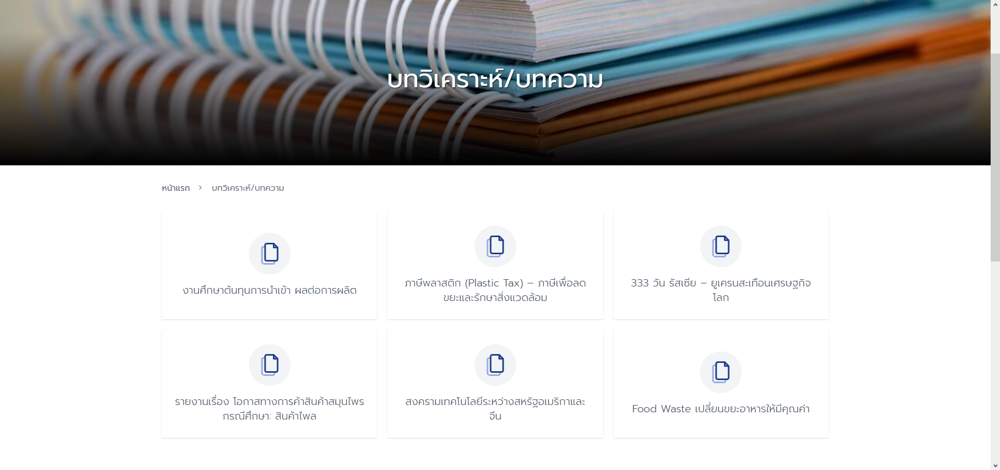 บทวิเคราะห์/บทความ
หน้าแรก > บทวิเคราะห์/บทความ
งานศึกษาต้นทุนการนำเข้า ผลต่อการผลิต
ภาษีพลาสติก (Plastic Tax) – ภาษีเพื่อลด
ขยะและรักษาสิ่งแวดล้อม
333 วัน รัสเซีย – ยูเครนสะเทือนเศรษฐกิจ
โลก
รายงานเรื่อง โอกาสทางการค้าสินค้าสมุนไพร
กรณีศึกษา: สินค้าไพล
สงครามเทคโนโลยีระหว่างสหรัฐอเมริกาและ
จีน
Food Waste เปลี่ยนขยะอาหารให้มีคุณค่า